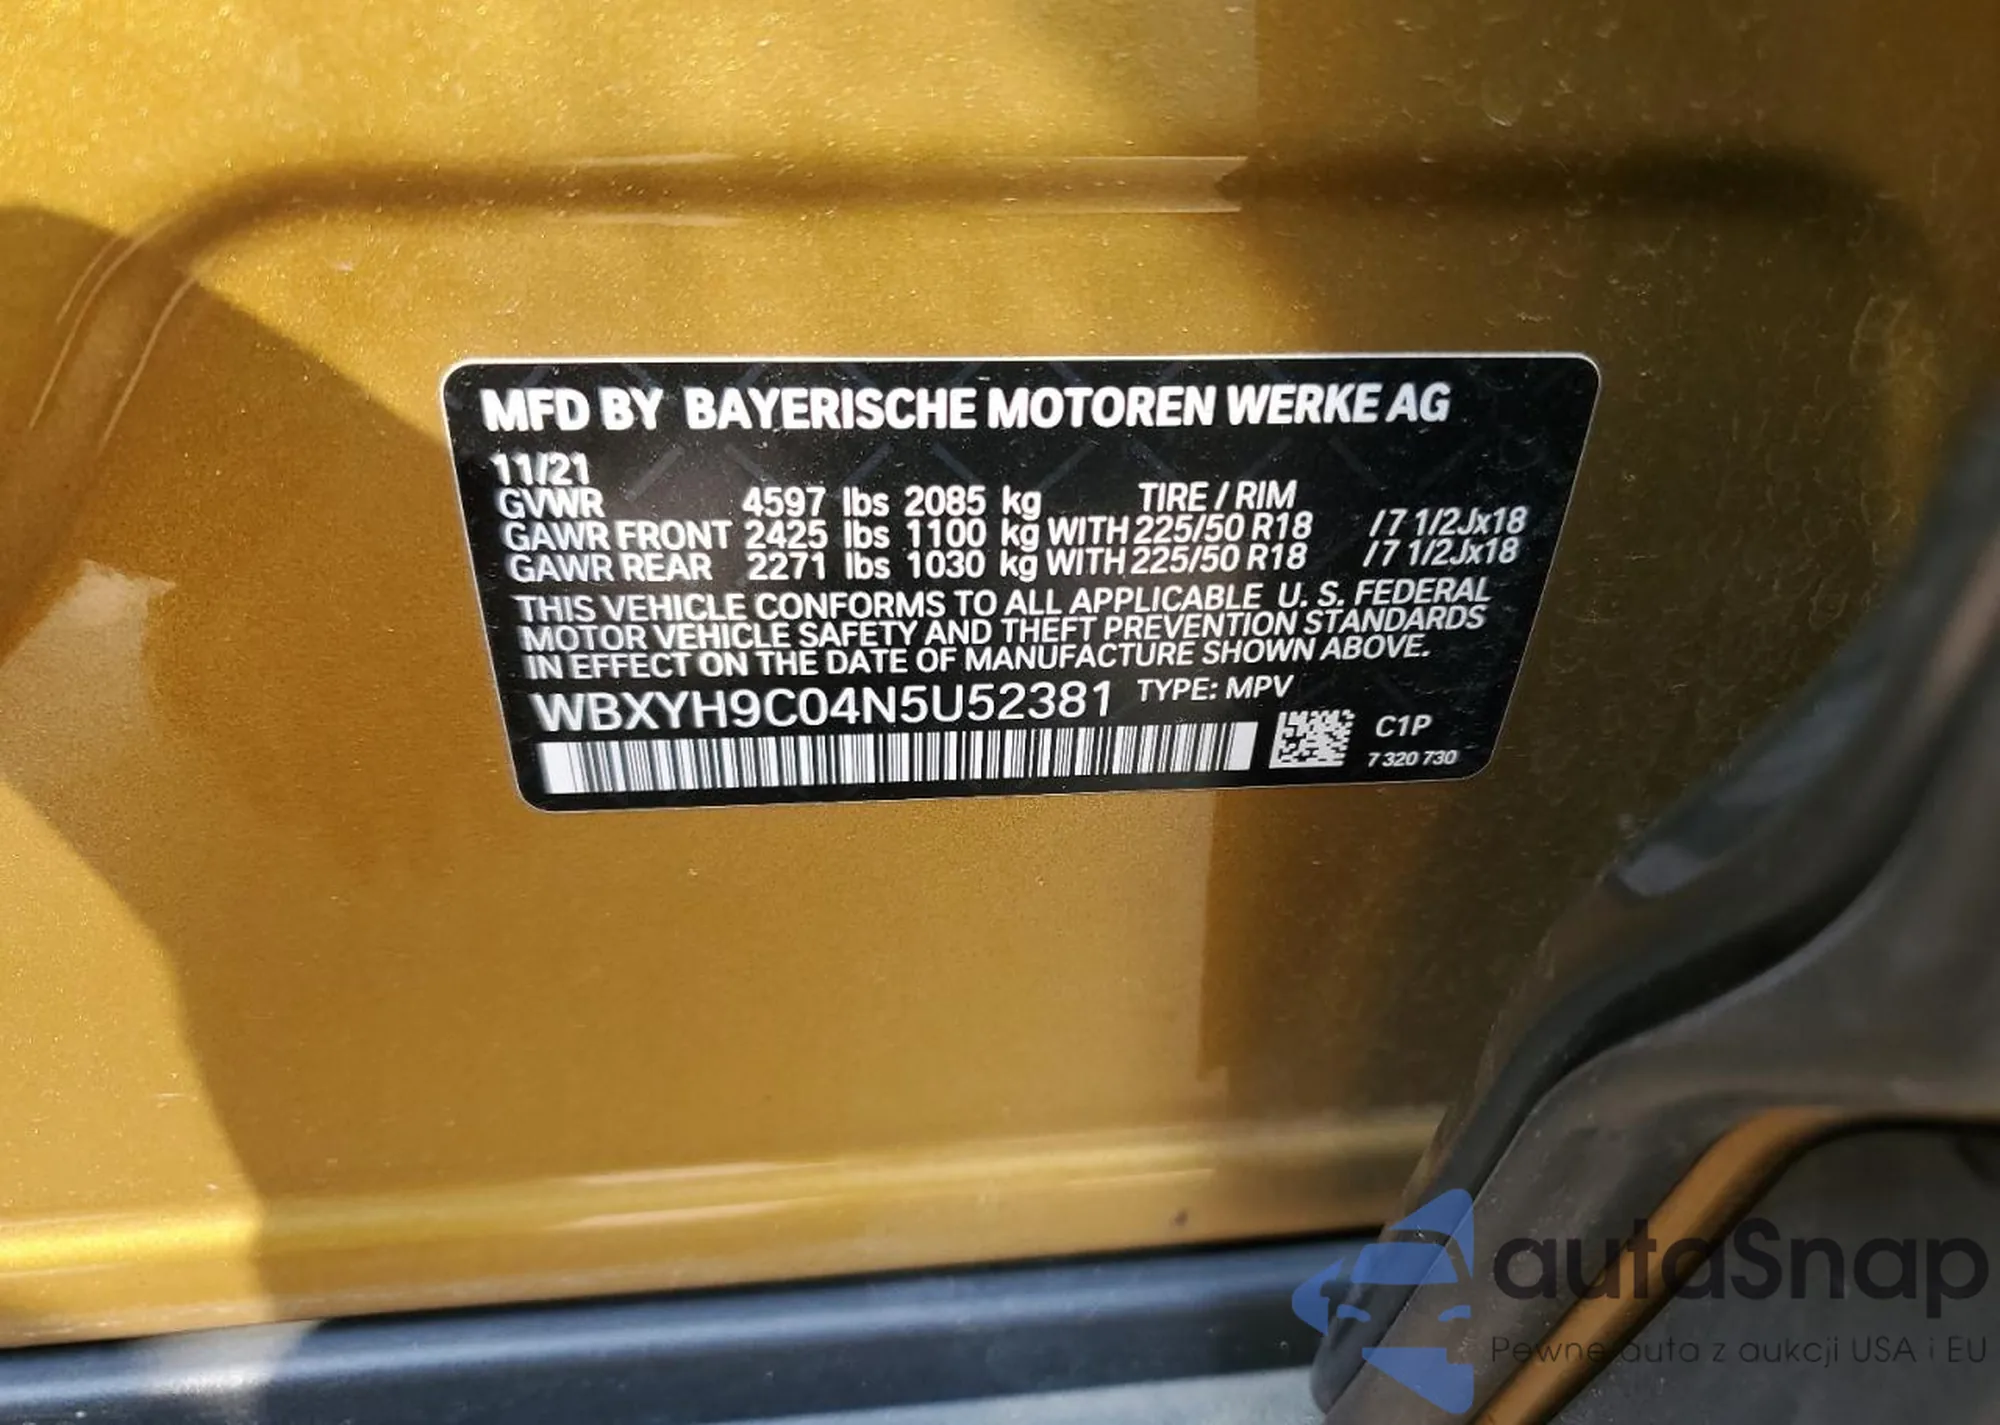 MFD BY BAYERISCHE MOTOREN WERKE AG
11/21
GVWR 4597 lbs 2085 kg TIRE / RIM
GAWR FRONT 2425 lbs 1100 kg WITH 225/50 R18 / 7 1/2Jx18
GAWR REAR 2271 lbs 1030 kg WITH 225/50 R18 / 7 1/2Jx18
THIS VEHICLE CONFORMS TO ALL APPLICABLE U. S. FEDERAL
MOTOR VEHICLE SAFETY AND THEFT PREVENTION STANDARDS
IN EFFECT ON THE DATE OF MANUFACTURE SHOWN ABOVE.
WBXYH9C04N5U52381 TYPE: MPV
C1P
7 320 730
autaSnap
Pewne auta z aukcji USA i EU